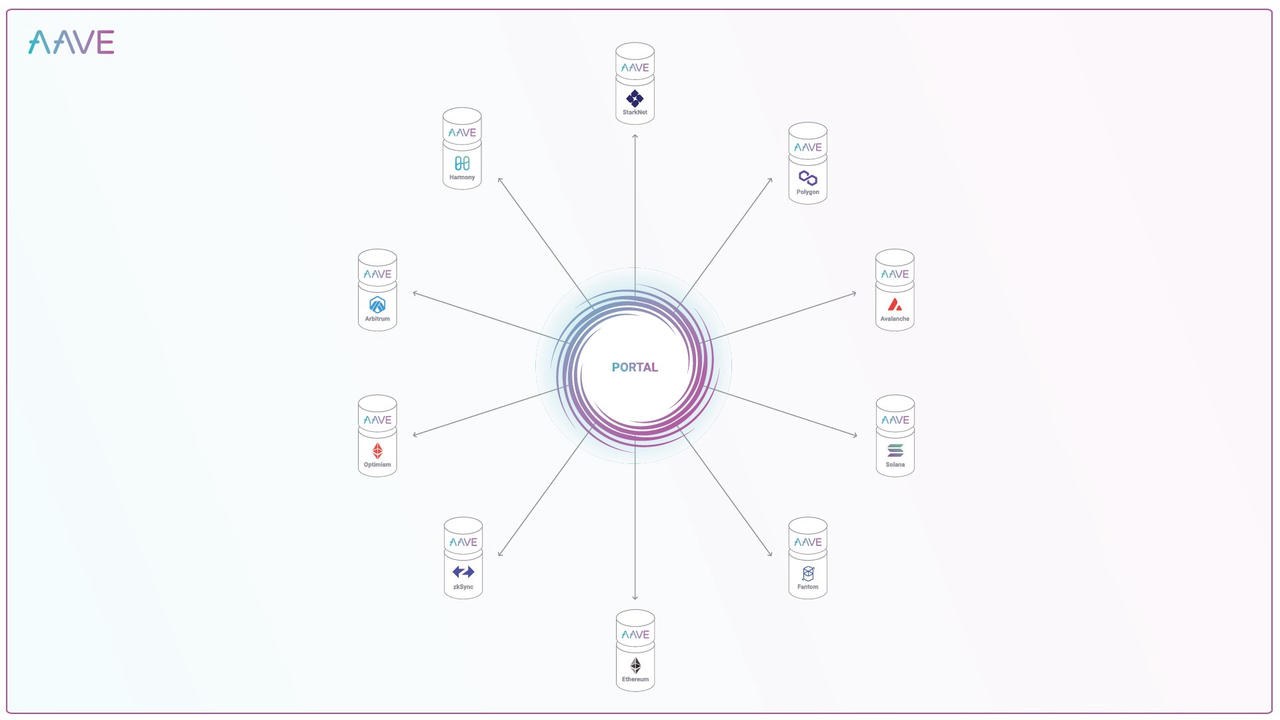 AAVE
AAVE
StarkNet
AAVE
Harmony
AAVE
Polygon
AAVE
Arbitrum
AAVE
Avalanche
PORTAL
AAVE
Optimism
AAVE
Solana
AAVE
zkSync
AAVE
Fantom
AAVE
Ethereum